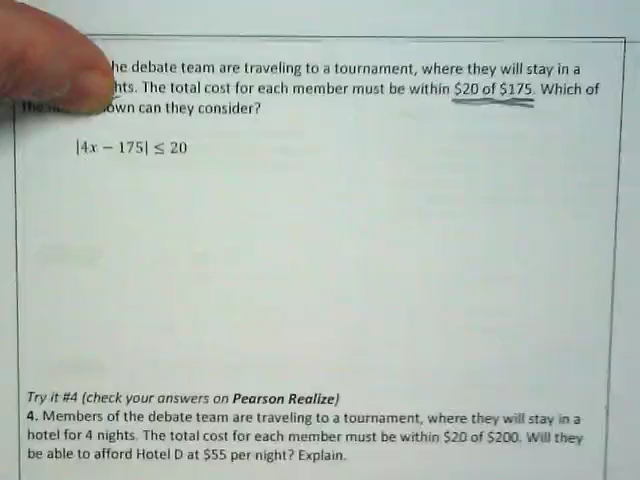 he debate team are traveling to a tournament, where they will stay in a
hts. The total cost for each member must be within $20 of $175. Which of
own can they consider?
|4x − 175| ≤ 20
Try it #4 (check your answers on Pearson Realize)
4. Members of the debate team are traveling to a tournament, where they will stay in a
hotel for 4 nights. The total cost for each member must be within $20 of $200. Will they
be able to afford Hotel D at $55 per night? Explain.